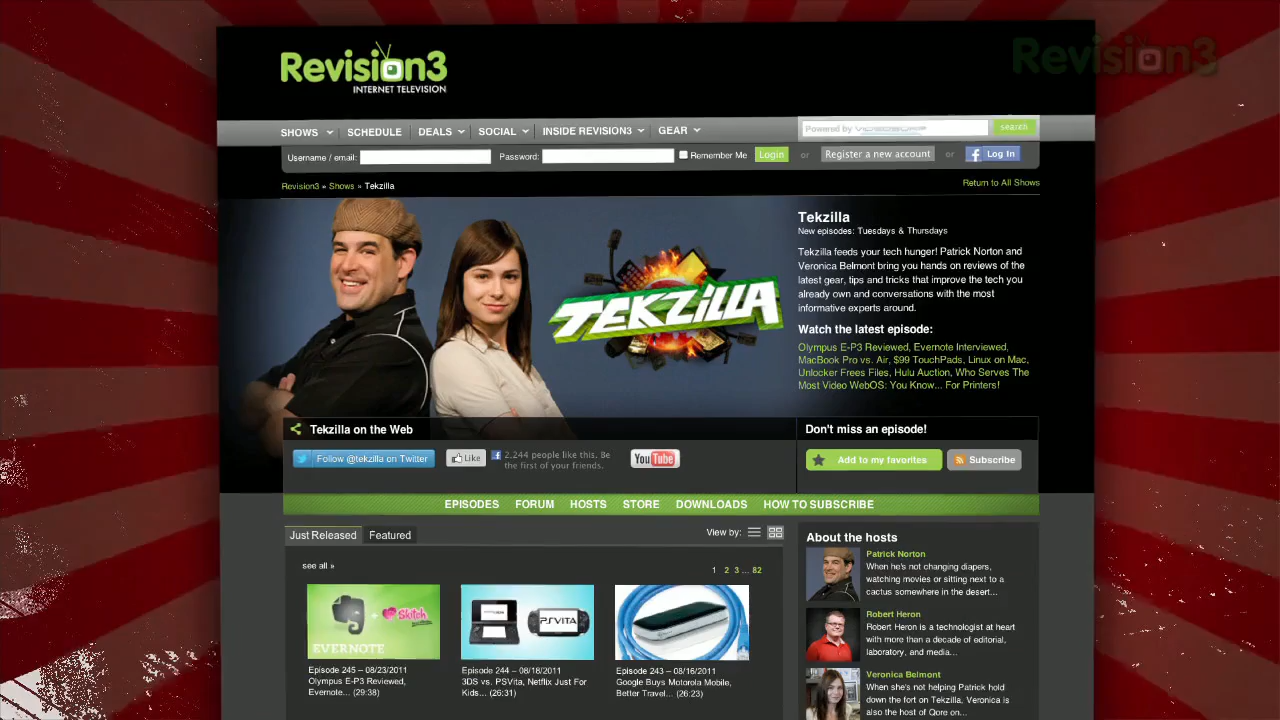 Revision3
INTERNET TELEVISION
Revision3
SHOWS
SCHEDULE
DEALS
SOCIAL
INSIDE REVISION3
GEAR
Powered by VIDEOSURF
search
Username / email:
Password:
Remember Me
Login
or
Register a new account
or
f Log In
Revision3 » Shows » Tekzilla
Return to All Shows
TEKZILLA
Tekzilla
New episodes: Tuesdays & Thursdays
Tekzilla feeds your tech hunger! Patrick Norton and
Veronica Belmont bring you hands on reviews of the
latest gear, tips and tricks that improve the tech you
already own and conversations with the most
informative experts around.
Watch the latest episode:
Olympus E-P3 Reviewed, Evernote Interviewed,
MacBook Pro vs. Air, $99 TouchPads, Linux on Mac,
Unlocker Frees Files, Hulu Auction, Who Serves The
Most Video WebOS: You Know... For Printers!
Tekzilla on the Web
Follow @tekzilla on Twitter
Like
f 2,244 people like this. Be
the first of your friends.
YouTube
Don't miss an episode!
Add to my favorites
Subscribe
EPISODES
FORUM
HOSTS
STORE
DOWNLOADS
HOW TO SUBSCRIBE
Just Released
Featured
View by:
see all »
1 2 3 ... 82
EVERNOTE
+
Skitch
Episode 245 – 08/23/2011
Olympus E-P3 Reviewed,
Evernote... (29:38)
PSVITA
Episode 244 – 08/18/2011
3DS vs. PSVita, Netflix Just For
Kids... (26:31)
Episode 243 – 08/16/2011
Google Buys Motorola Mobile,
Better Travel... (26:23)
About the hosts
Patrick Norton
When he's not changing diapers,
watching movies or sitting next to a
cactus somewhere in the desert...
Robert Heron
Robert Heron is a technologist at heart
with more than a decade of editorial,
laboratory, and media...
Veronica Belmont
When she's not helping Patrick hold
down the fort on Tekzilla, Veronica is
also the host of Qore on...